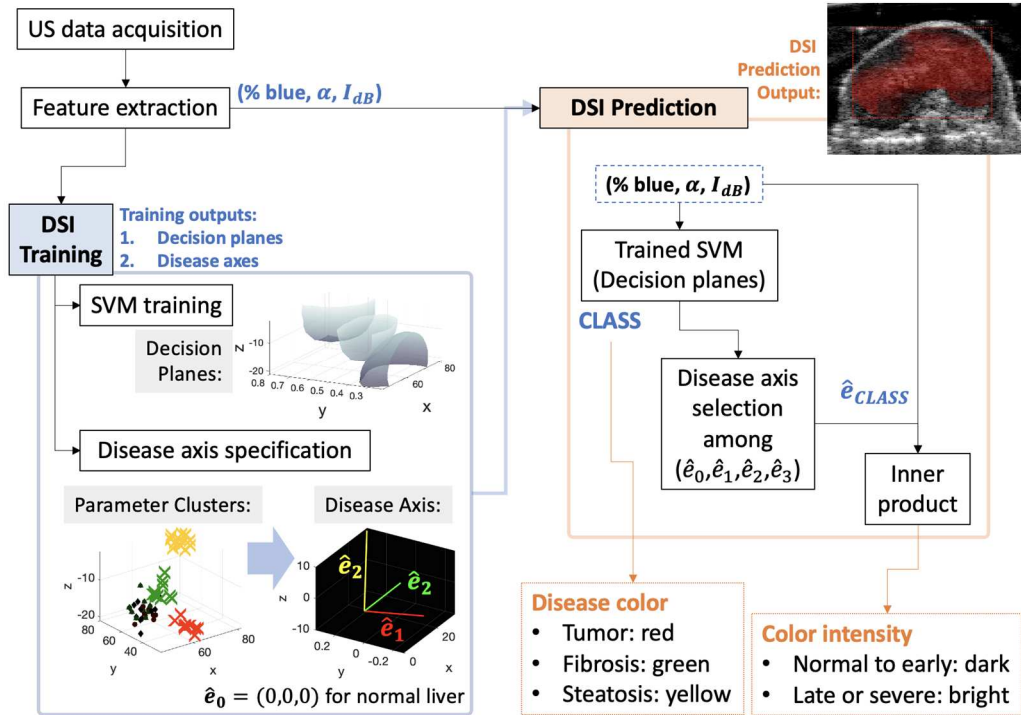 US data acquisition
Feature extraction
(% blue, α, I_dB)
DSI Prediction
DSI
Prediction
Output:
DSI
Training
Training outputs:
1. Decision planes
2. Disease axes
SVM training
Decision
Planes:
z
-10
-20
0.8 0.7 0.6 0.5 0.4 0.3
y
60
80
x
Disease axis specification
Parameter Clusters:
z
-10
-20
80
60
40
y
60
80
x
Disease Axis:
z
10
0
-10
ê₂
ê₂
ê₁
0.2 0 -0.2
y
0
20
x
ê₀ = (0,0,0) for normal liver
(% blue, α, I_dB)
Trained SVM
(Decision planes)
CLASS
Disease axis
selection
among
(ê₀,ê₁,ê₂,ê₃)
ê_CLASS
Inner
product
Disease color
• Tumor: red
• Fibrosis: green
• Steatosis: yellow
Color intensity
• Normal to early: dark
• Late or severe: bright